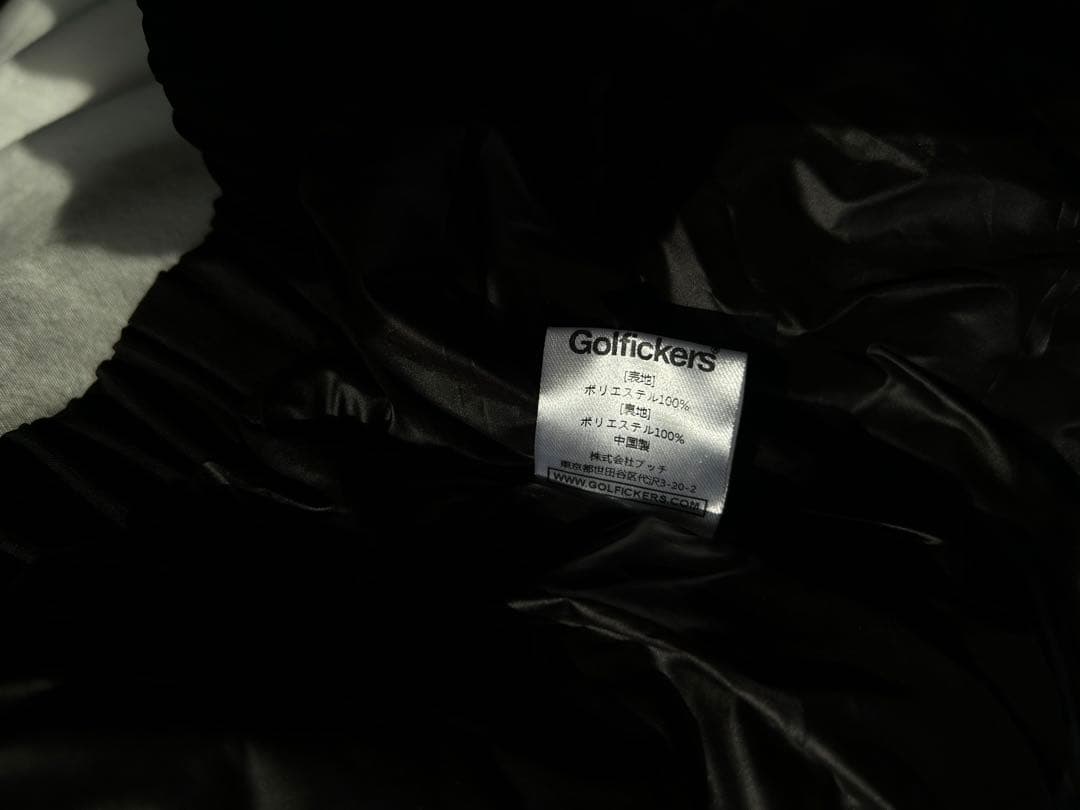 Golfickers®
[表地]
ポリエステル100%
[裏地]
ポリエステル100%
中国製
株式会社プッチ
東京都世田谷区代沢3-20-2
WWW.GOLFICKERS.COM